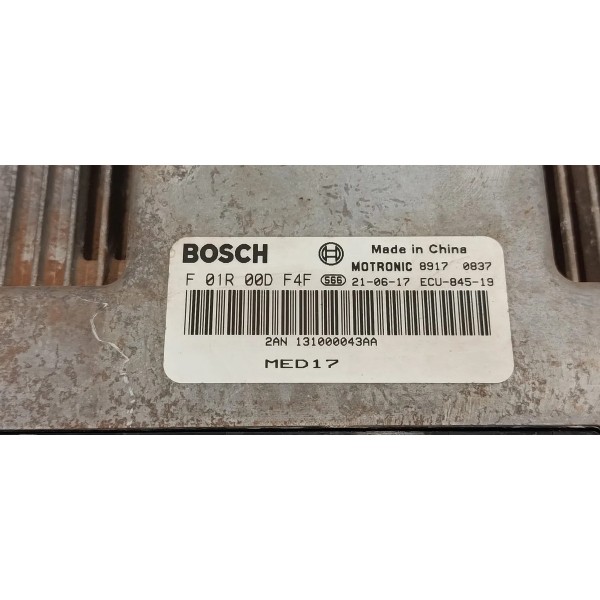 BOSCH
Made in China
MOTRONIC 8917 0837
F 01R 00D F4F 566 21-06-17 ECU-845-19
2AN 131000043AA
MED17